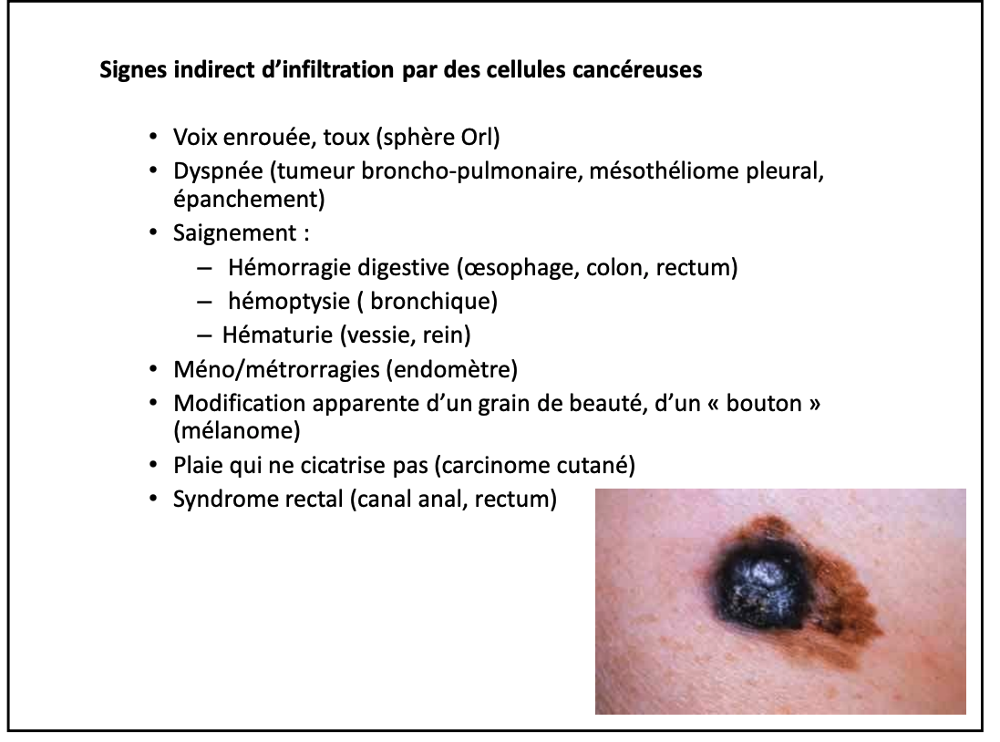 Signes indirect d’infiltration par des cellules cancéreuses
• Voix enrouée, toux (sphère Orl)
• Dyspnée (tumeur broncho-pulmonaire, mésothéliome pleural,
épanchement)
• Saignement :
– Hémorragie digestive (œsophage, colon, rectum)
– hémoptysie ( bronchique)
– Hématurie (vessie, rein)
• Méno/métrorragies (endomètre)
• Modification apparente d’un grain de beauté, d’un « bouton »
(mélanome)
• Plaie qui ne cicatrise pas (carcinome cutané)
• Syndrome rectal (canal anal, rectum)